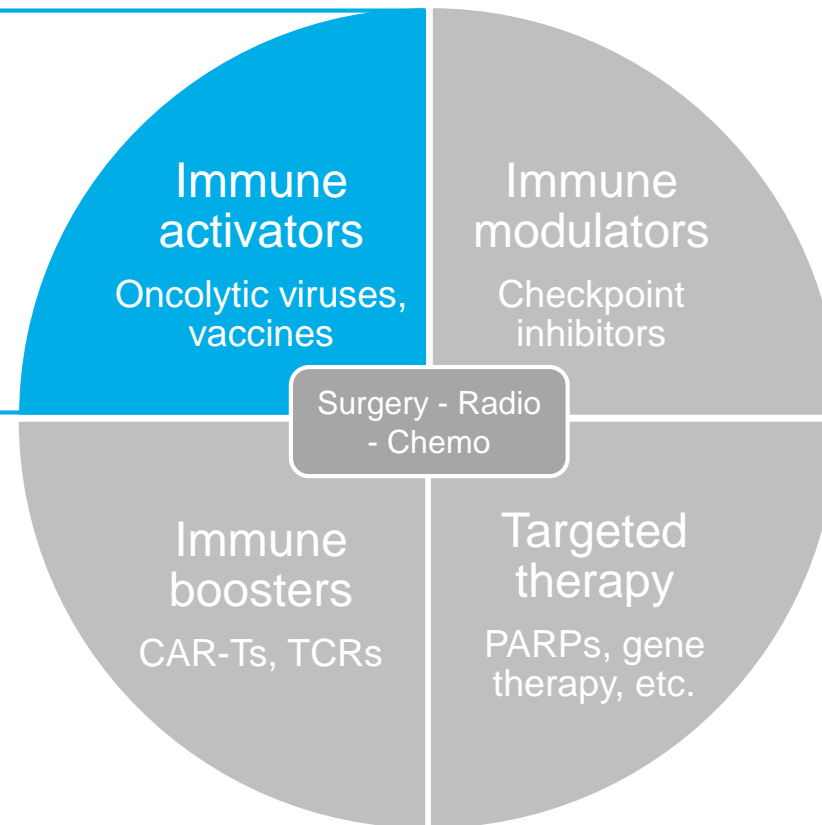 Immune
activators
Oncolytic viruses,
vaccines
Immune
modulators
Checkpoint
inhibitors
Surgery - Radio
- Chemo
Immune
boosters
CAR-Ts, TCRs
Targeted
therapy
PARPs, gene
therapy, etc.